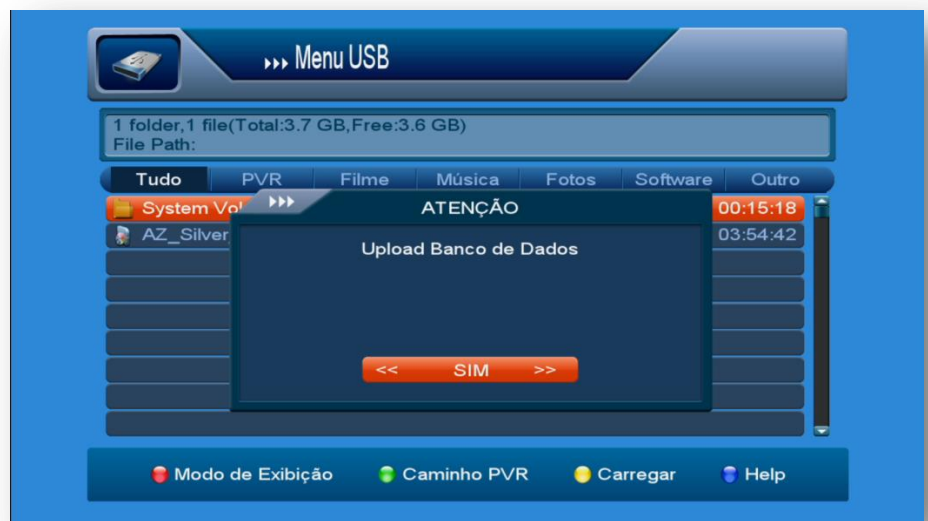 ▸▸▸ Menu USB
1 folder,1 file(Total:3.7 GB,Free:3.6 GB)
File Path:
Tudo PVR Filme Música Fotos Software Outro
System Vol 00:15:18
AZ_Silver 03:54:42
ATENÇÃO
Upload Banco de Dados
<< SIM >>
Modo de Exibição Caminho PVR Carregar Help